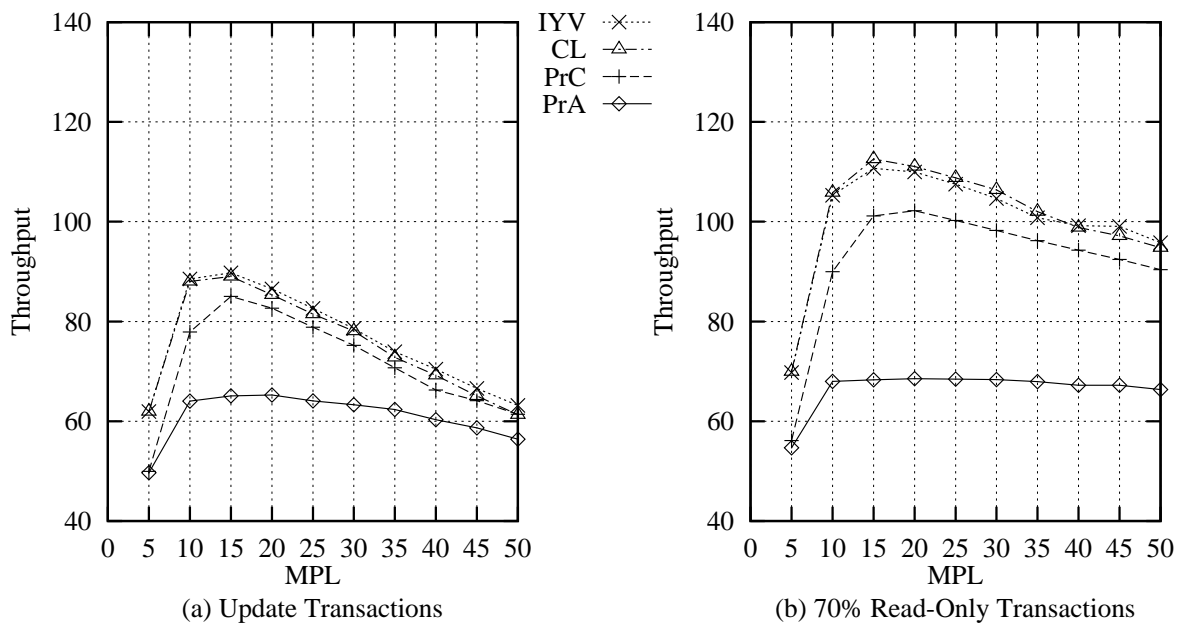 IYV
CL
PrC
PrA
140
120
100
80
60
40
Throughput
0 5 10 15 20 25 30 35 40 45 50
MPL
(a) Update Transactions
140
120
100
80
60
40
Throughput
0 5 10 15 20 25 30 35 40 45 50
MPL
(b) 70% Read-Only Transactions